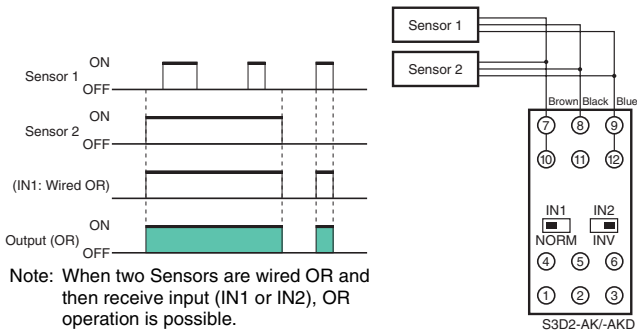 Sensor 1
ON
OFF
Sensor 2
ON
OFF
(IN1: Wired OR)
Output (OR)
ON
OFF
Note: When two Sensors are wired OR and
then receive input (IN1 or IN2), OR
operation is possible.
Sensor 1
Sensor 2
Brown Black Blue
7 8 9
10 11 12
IN1 IN2
NORM INV
4 5 6
1 2 3
S3D2-AK/-AKD